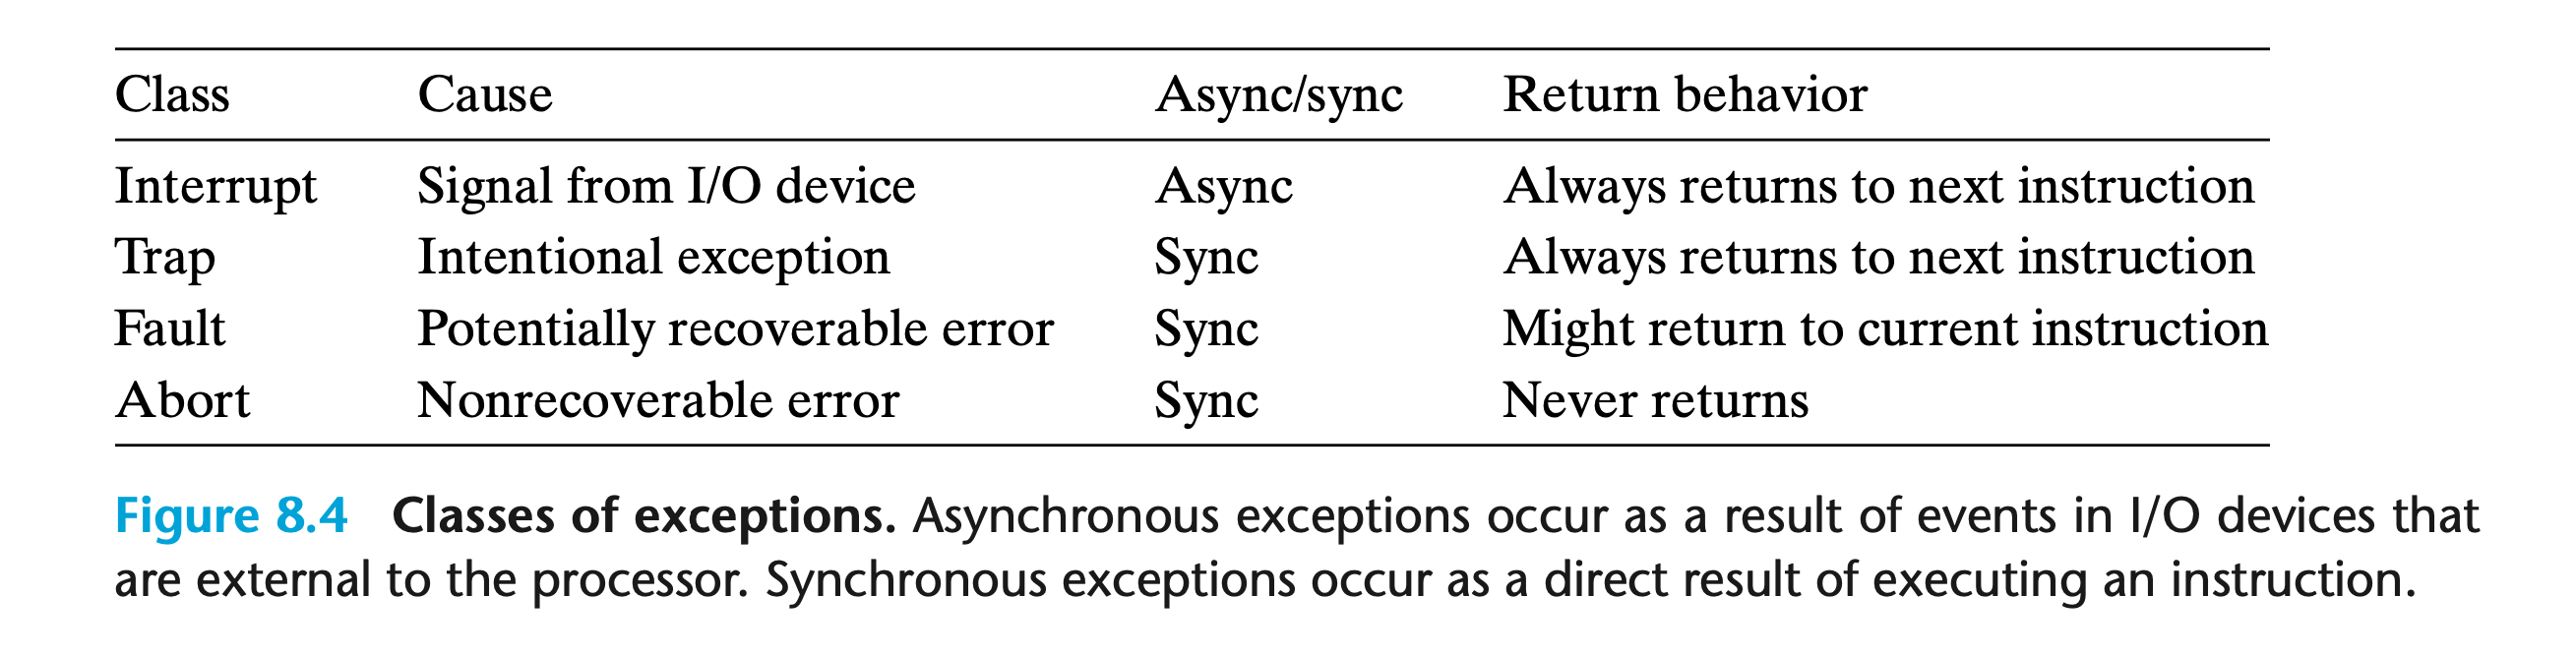 Class Cause Async/sync Return behavior
Interrupt Signal from I/O device Async Always returns to next instruction
Trap Intentional exception Sync Always returns to next instruction
Fault Potentially recoverable error Sync Might return to current instruction
Abort Nonrecoverable error Sync Never returns
Figure 8.4 Classes of exceptions. Asynchronous exceptions occur as a result of events in I/O devices that
are external to the processor. Synchronous exceptions occur as a direct result of executing an instruction.